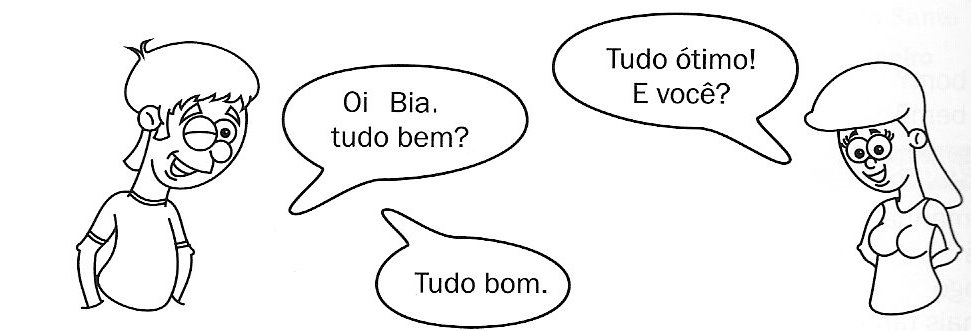 Oi Bia.
tudo bem?
Tudo ótimo!
E você?
Tudo bom.